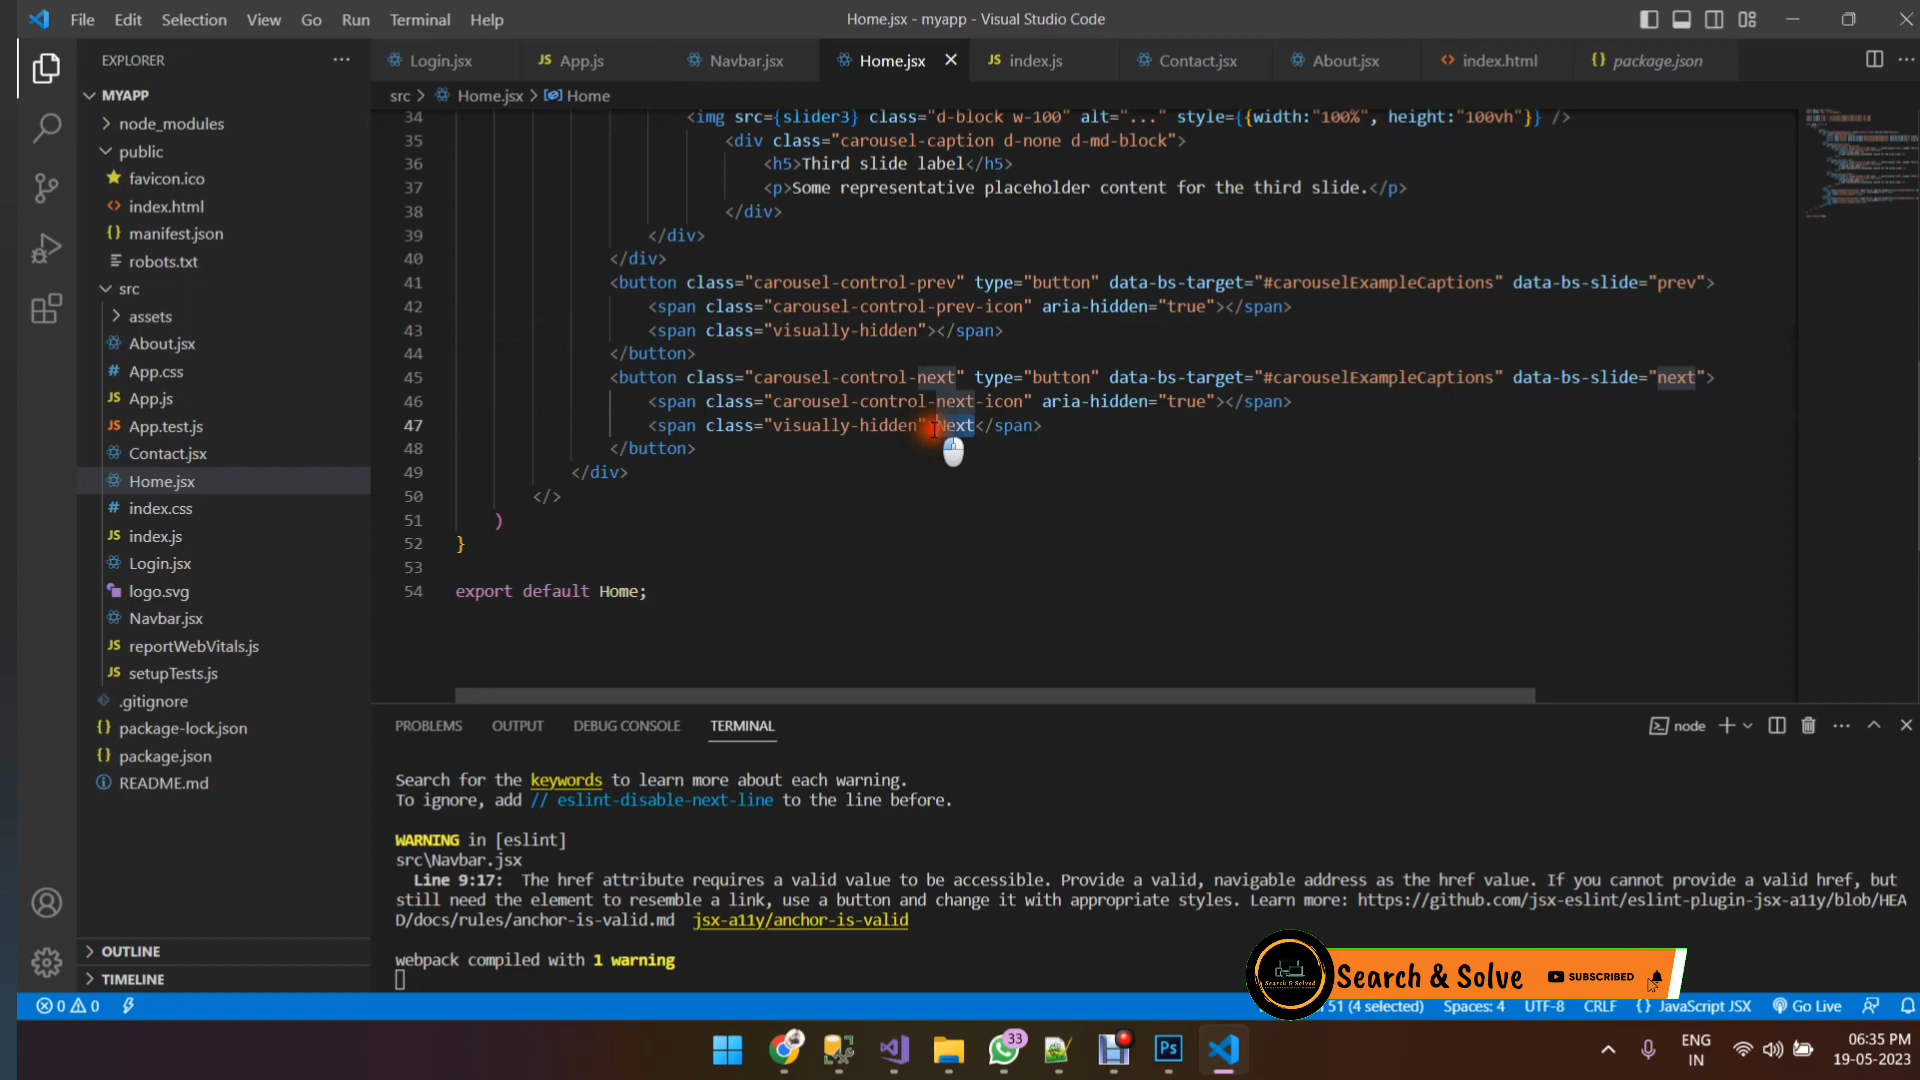 File Edit Selection View Go Run Terminal Help
Home.jsx - myapp - Visual Studio Code
EXPLORER
Login.jsx
JS App.js
Navbar.jsx
Home.jsx
JS index.js
Contact.jsx
About.jsx
index.html
{} package.json
src > Home.jsx > Home
MYAPP
node_modules
public
favicon.ico
index.html
manifest.json
robots.txt
src
assets
About.jsx
# App.css
JS App.js
JS App.test.js
Contact.jsx
Home.jsx
# index.css
JS index.js
Login.jsx
logo.svg
Navbar.jsx
JS reportWebVitals.js
JS setupTests.js
.gitignore
{} package-lock.json
{} package.json
README.md
OUTLINE
TIMELINE
34 <img src={slider3} class="d-block w-100" alt="..." style={{width:"100%", height:"100vh"}} />
35 <div class="carousel-caption d-none d-md-block">
36 <h5>Third slide label</h5>
37 <p>Some representative placeholder content for the third slide.</p>
38 </div>
39 </div>
40 </div>
41 <button class="carousel-control-prev" type="button" data-bs-target="#carouselExampleCaptions" data-bs-slide="prev">
42 <span class="carousel-control-prev-icon" aria-hidden="true"></span>
43 <span class="visually-hidden"></span>
44 </button>
45 <button class="carousel-control-next" type="button" data-bs-target="#carouselExampleCaptions" data-bs-slide="next">
46 <span class="carousel-control-next-icon" aria-hidden="true"></span>
47 <span class="visually-hidden" Next</span>
48 </button>
49 </div>
50 </>
51 )
52 }
53
54 export default Home;
PROBLEMS OUTPUT DEBUG CONSOLE TERMINAL
node
Search for the keywords to learn more about each warning.
To ignore, add // eslint-disable-next-line to the line before.
WARNING in [eslint]
src\Navbar.jsx
Line 9:17: The href attribute requires a valid value to be accessible. Provide a valid, navigable address as the href value. If you cannot provide a valid href, but
still need the element to resemble a link, use a button and change it with appropriate styles. Learn more: https://github.com/jsx-eslint/eslint-plugin-jsx-a11y/blob/HEA
D/docs/rules/anchor-is-valid.md jsx-a11y/anchor-is-valid
webpack compiled with 1 warning
Search & Solve
SUBSCRIBED
0 0
51 (4 selected) Spaces: 4 UTF-8 CRLF {} JavaScript JSX Go Live
33
Ps
ENG
IN
06:35 PM
19-05-2023